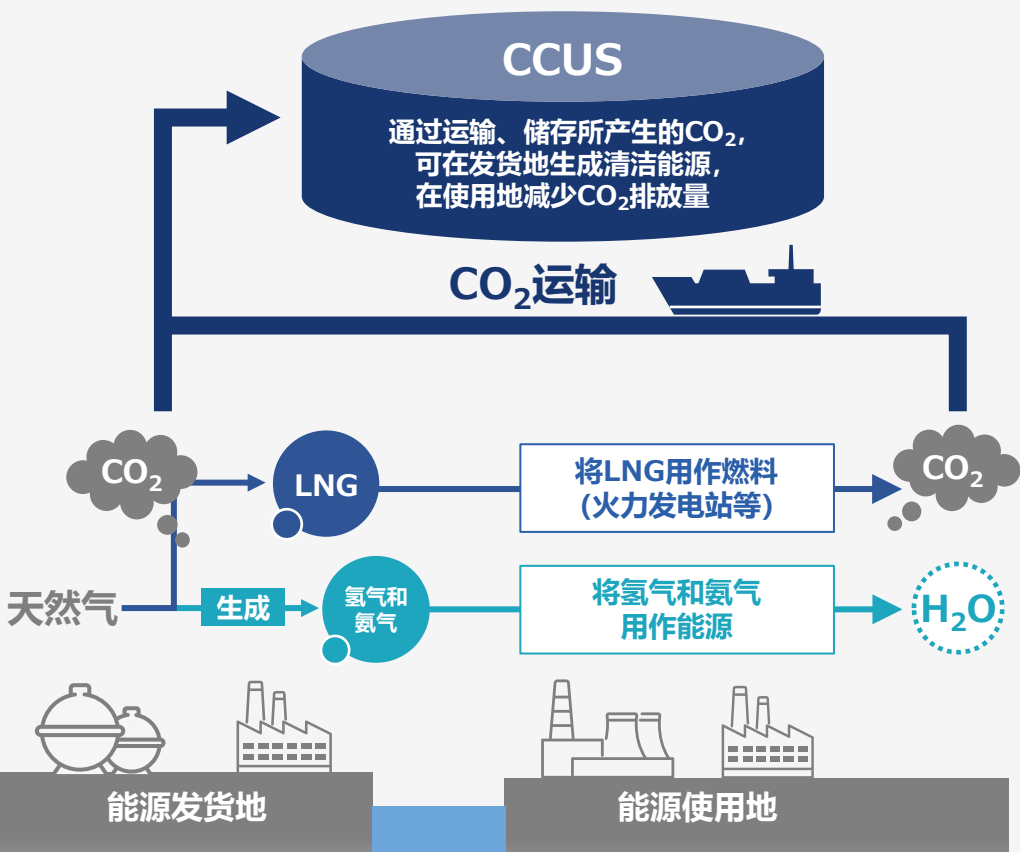 CCUS
通过运输、储存所产生的CO₂,
可在发货地生成清洁能源,
在使用地减少CO₂排放量
CO₂运输
CO₂
LNG
将LNG用作燃料
(火力发电站等)
CO₂
天然气
生成
氢气和
氨气
将氢气和氨气
用作能源
H₂O
能源发货地
能源使用地